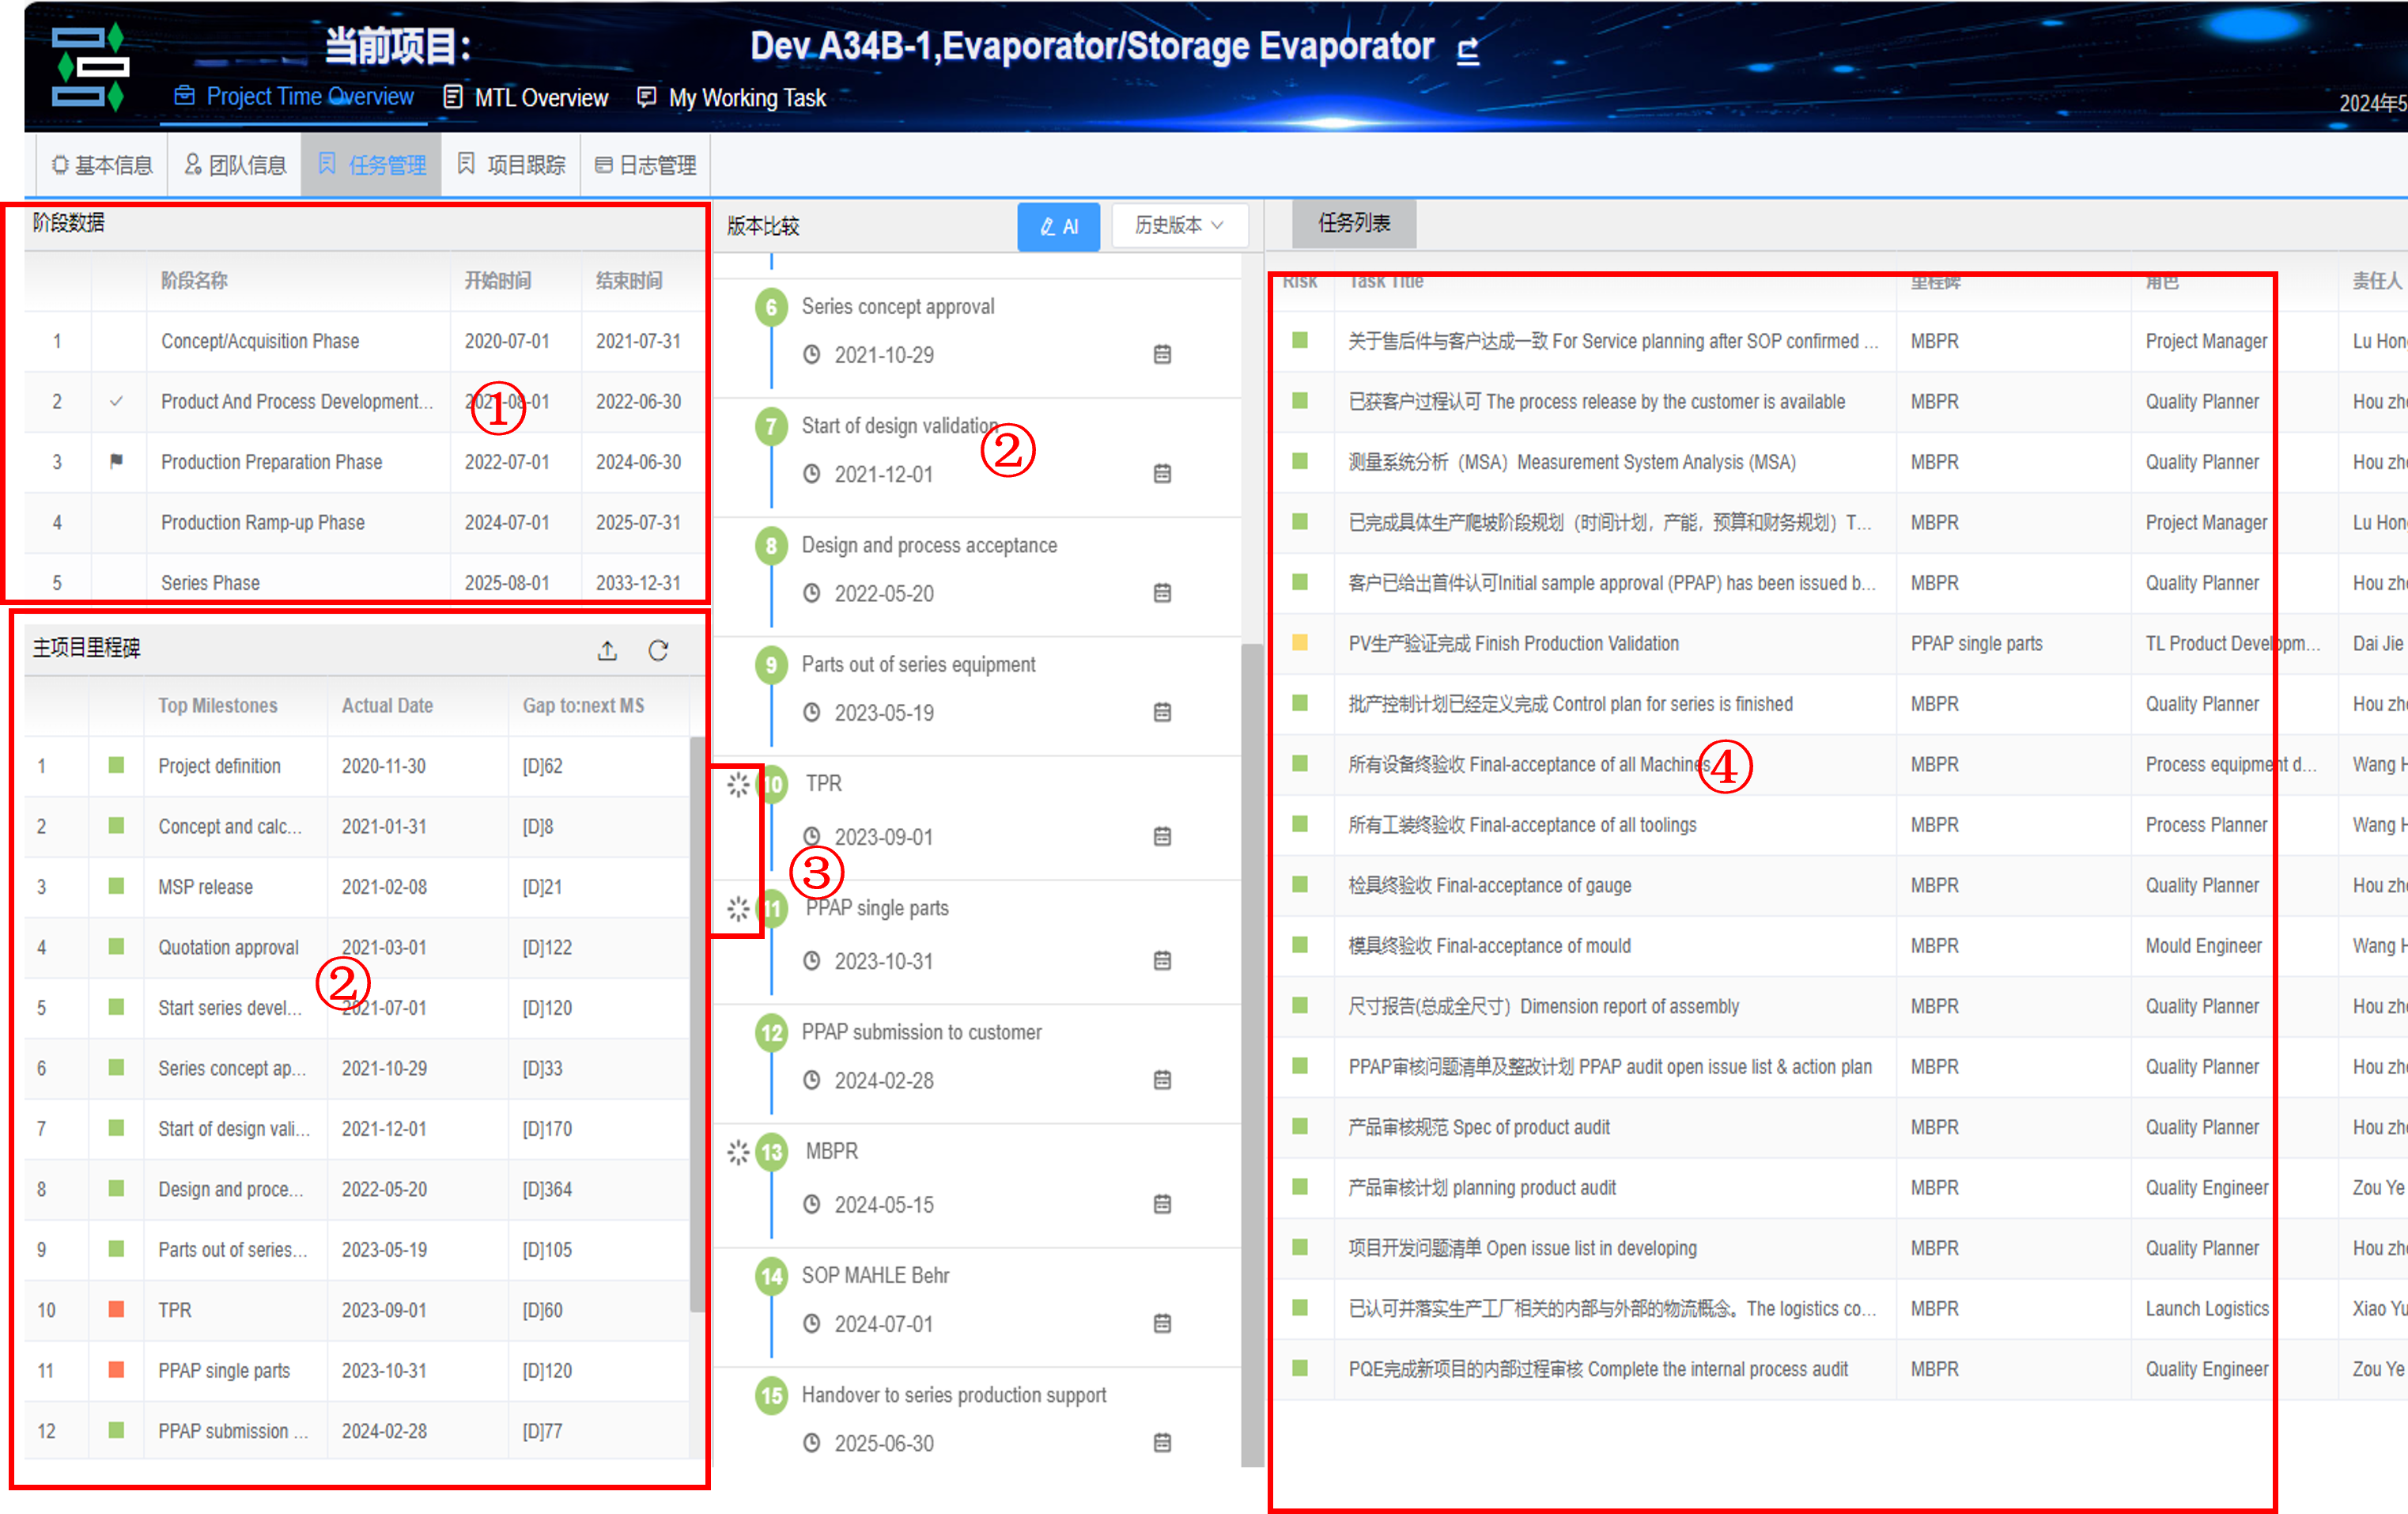 当前项目：
Dev A34B-1,Evaporator/Storage Evaporator
Project Time Overview
MTL Overview
My Working Task
2024年5
基本信息
团队信息
任务管理
项目跟踪
日志管理
阶段数据
阶段名称 开始时间 结束时间
1 Concept/Acquisition Phase 2020-07-01 2021-07-31
2 Product And Process Development... 2021-08-01 2022-06-30
①
3 Production Preparation Phase 2022-07-01 2024-06-30
4 Production Ramp-up Phase 2024-07-01 2025-07-31
5 Series Phase 2025-08-01 2033-12-31
主项目里程碑
Top Milestones Actual Date Gap to:next MS
1 Project definition 2020-11-30 [D]62
2 Concept and calc... 2021-01-31 [D]8
3 MSP release 2021-02-08 [D]21
4 Quotation approval 2021-03-01 [D]122
②
5 Start series devel... 2021-07-01 [D]120
6 Series concept ap... 2021-10-29 [D]33
7 Start of design vali... 2021-12-01 [D]170
8 Design and proce... 2022-05-20 [D]364
9 Parts out of series... 2023-05-19 [D]105
10 TPR 2023-09-01 [D]60
11 PPAP single parts 2023-10-31 [D]120
12 PPAP submission ... 2024-02-28 [D]77
版本比较
AI
历史版本
6 Series concept approval
2021-10-29
7 Start of design validation
②
2021-12-01
8 Design and process acceptance
2022-05-20
9 Parts out of series equipment
2023-05-19
10 TPR
2023-09-01
③
11 PPAP single parts
2023-10-31
12 PPAP submission to customer
2024-02-28
13 MBPR
2024-05-15
14 SOP MAHLE Behr
2024-07-01
15 Handover to series production support
2025-06-30
任务列表
Risk Task Title 里程碑 角色 责任人
关于售后件与客户达成一致 For Service planning after SOP confirmed ... MBPR Project Manager Lu Hon
已获客户过程认可 The process release by the customer is available MBPR Quality Planner Hou zh
测量系统分析（MSA）Measurement System Analysis (MSA) MBPR Quality Planner Hou zh
已完成具体生产爬坡阶段规划（时间计划，产能，预算和财务规划）T... MBPR Project Manager Lu Hon
客户已给出首件认可Initial sample approval (PPAP) has been issued b... MBPR Quality Planner Hou zh
PV生产验证完成 Finish Production Validation PPAP single parts TL Product Developm... Dai Jie
批产控制计划已经定义完成 Control plan for series is finished MBPR Quality Planner Hou zh
所有设备终验收 Final-acceptance of all Machines MBPR Process equipment d... Wang H
④
所有工装终验收 Final-acceptance of all toolings MBPR Process Planner Wang H
检具终验收 Final-acceptance of gauge MBPR Quality Planner Hou zh
模具终验收 Final-acceptance of mould MBPR Mould Engineer Wang H
尺寸报告(总成全尺寸）Dimension report of assembly MBPR Quality Planner Hou zh
PPAP审核问题清单及整改计划 PPAP audit open issue list & action plan MBPR Quality Planner Hou zh
产品审核规范 Spec of product audit MBPR Quality Planner Hou zh
产品审核计划 planning product audit MBPR Quality Engineer Zou Ye
项目开发问题清单 Open issue list in developing MBPR Quality Planner Hou zh
已认可并落实生产工厂相关的内部与外部的物流概念。The logistics co... MBPR Launch Logistics Xiao Yu
PQE完成新项目的内部过程审核 Complete the internal process audit MBPR Quality Engineer Zou Ye